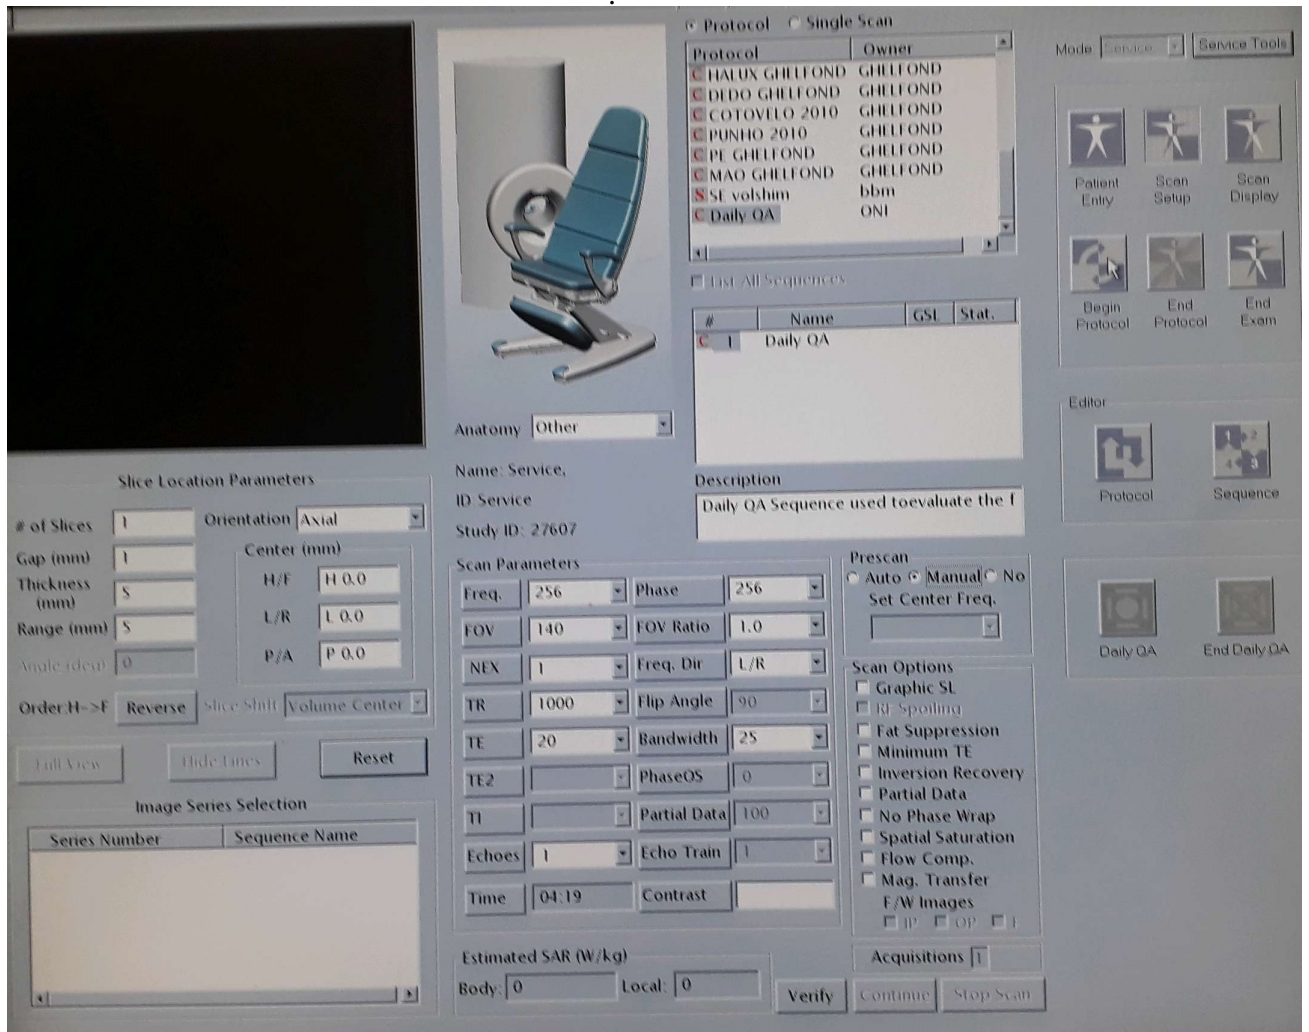 Protocol Single Scan
Protocol Owner
C HALUX GHELFOND GHELFOND
C DEDO GHELFOND GHELFOND
C COTOVELO 2010 GHELFOND
C PUNHO 2010 GHELFOND
C PE GHELFOND GHELFOND
C MAO GHELFOND GHELFOND
S SE volshim bbm
C Daily QA ONI
List All Sequences
# Name GSL Stat.
C 1 Daily QA
Anatomy Other
Name: Service,
ID Service
Study ID: 27607
Description
Daily QA Sequence used toevaluate the f
Mode Service Service Tools
Patient Entry
Scan Setup
Scan Display
Begin Protocol
End Protocol
End Exam
Editor
1 2
4 3
Protocol Sequence
Daily QA End Daily QA
Slice Location Parameters
# of Slices 1 Orientation Axial
Gap (mm) 1 Center (mm)
Thickness (mm) 5 H/F H 0.0
Range (mm) 5 L/R L 0.0
Angle (deg) 0 P/A P 0.0
Order:H->F Reverse Slice Shift Volume Center
Full View Hide Lines Reset
Image Series Selection
Series Number Sequence Name
Scan Parameters
Freq. 256 Phase 256
FOV 140 FOV Ratio 1.0
NEX 1 Freq. Dir L/R
TR 1000 Flip Angle 90
TE 20 Bandwidth 25
TE2 PhaseOS 0
TI Partial Data 100
Echoes 1 Echo Train 1
Time 04:19 Contrast
Estimated SAR (W/kg)
Body: 0 Local: 0
Prescan
Auto Manual No
Set Center Freq.
Scan Options
Graphic SL
RF Spoiling
Fat Suppression
Minimum TE
Inversion Recovery
Partial Data
No Phase Wrap
Spatial Saturation
Flow Comp.
Mag. Transfer
F/W Images
IP OP F
Acquisitions 1
Verify Continue Stop Scan